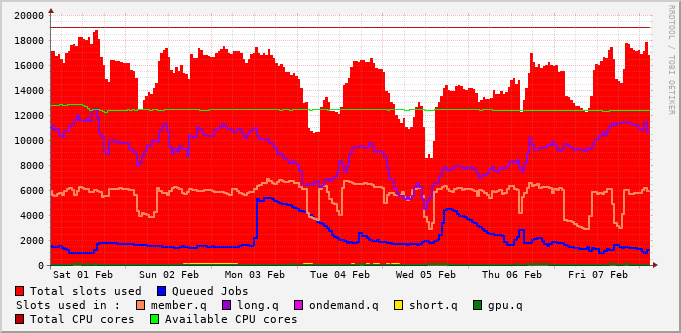 20000
18000
16000
14000
12000
10000
8000
6000
4000
2000
0
Sat 01 Feb Sun 02 Feb Mon 03 Feb Tue 04 Feb Wed 05 Feb Thu 06 Feb Fri 07 Feb
RRDTOOL / TOBI OETIKER
Total slots used Queued Jobs
Slots used in : member.q long.q ondemand.q short.q gpu.q
Total CPU cores Available CPU cores